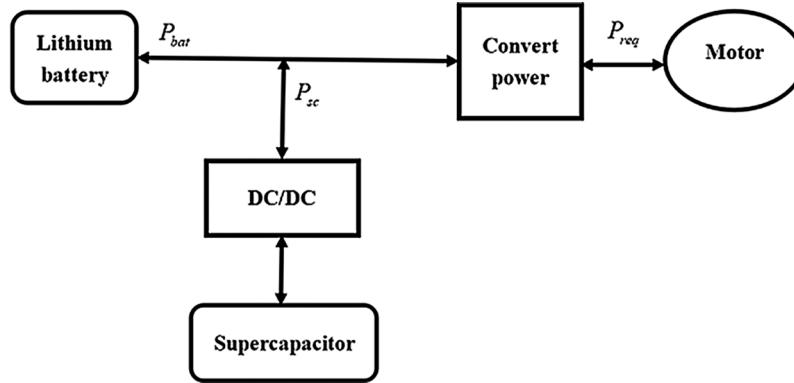 Lithium
battery
P_bat
Convert
power
P_req
Motor
P_sc
DC/DC
Supercapacitor